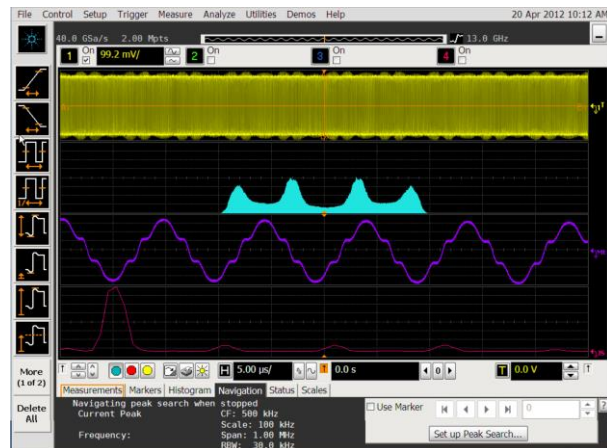 File Control Setup Trigger Measure Analyze Utilities Demos Help 20 Apr 2012 10:12 AM
40.0 GSa/s 2.00 Mpts 13.0 GHz
1 On 99.2 mV/ 2 On 3 On 4 On
More
(1 of 2)
Delete
All
H 5.00 µs/ 0.0 s 0 T 0.0 V
Measurements Markers Histogram Navigation Status Scales
Navigating peak search when stopped
Current Peak CF: 500 kHz
Scale: 100 kHz
Frequency: Span: 1.00 MHz
RBW: 30.0 kHz
Use Marker 0 ?
Set up Peak Search...